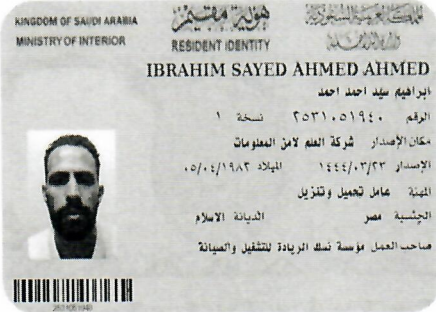 KINGDOM OF SAUDI ARABIA
MINISTRY OF INTERIOR
هوية مقيم
RESIDENT IDENTITY
المملكة العربية السعودية
وزارة الداخلية
IBRAHIM SAYED AHMED AHMED
ابراهيم سيد احمد احمد
الرقم ٢٥٣١٠٥١٩٤٠ نسخة ١
مكان الإصدار شركة العلم لامن المعلومات
الإصدار ١٤٤٤/٠٣/٢٣ الميلاد ٠٥/٠٤/١٩٨٢
المهنة عامل تحميل وتنزيل
الجنسية مصر الديانة الاسلام
صاحب العمل مؤسسة نسك الريادة للتشغيل والصيانة
2531051940